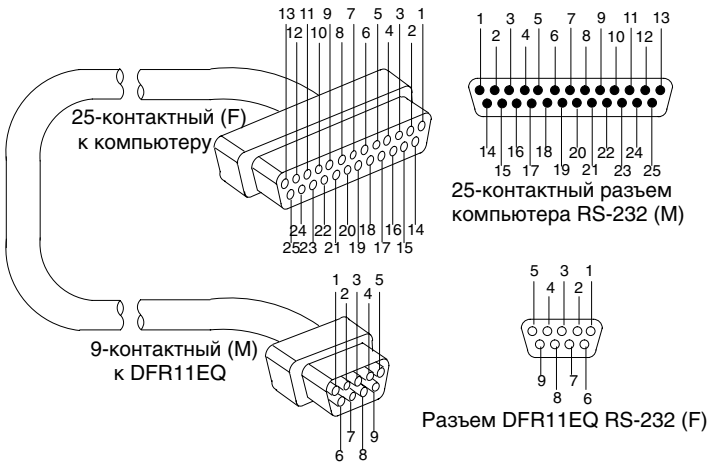 13 11 9 7 5 3 1
12 10 8 6 4 2
25-контактный (F)
к компьютеру
24 22 20 18 16 14
25 23 21 19 17 15
1 3 5 7 9 11 13
2 4 6 8 10 12
14 16 18 20 22 24
15 17 19 21 23 25
25-контактный разъем
компьютера RS-232 (M)
9-контактный (M)
к DFR11EQ
1 3 5
2 4
7 9
6 8
5 3 1
4 2
9 7
8 6
Разъем DFR11EQ RS-232 (F)